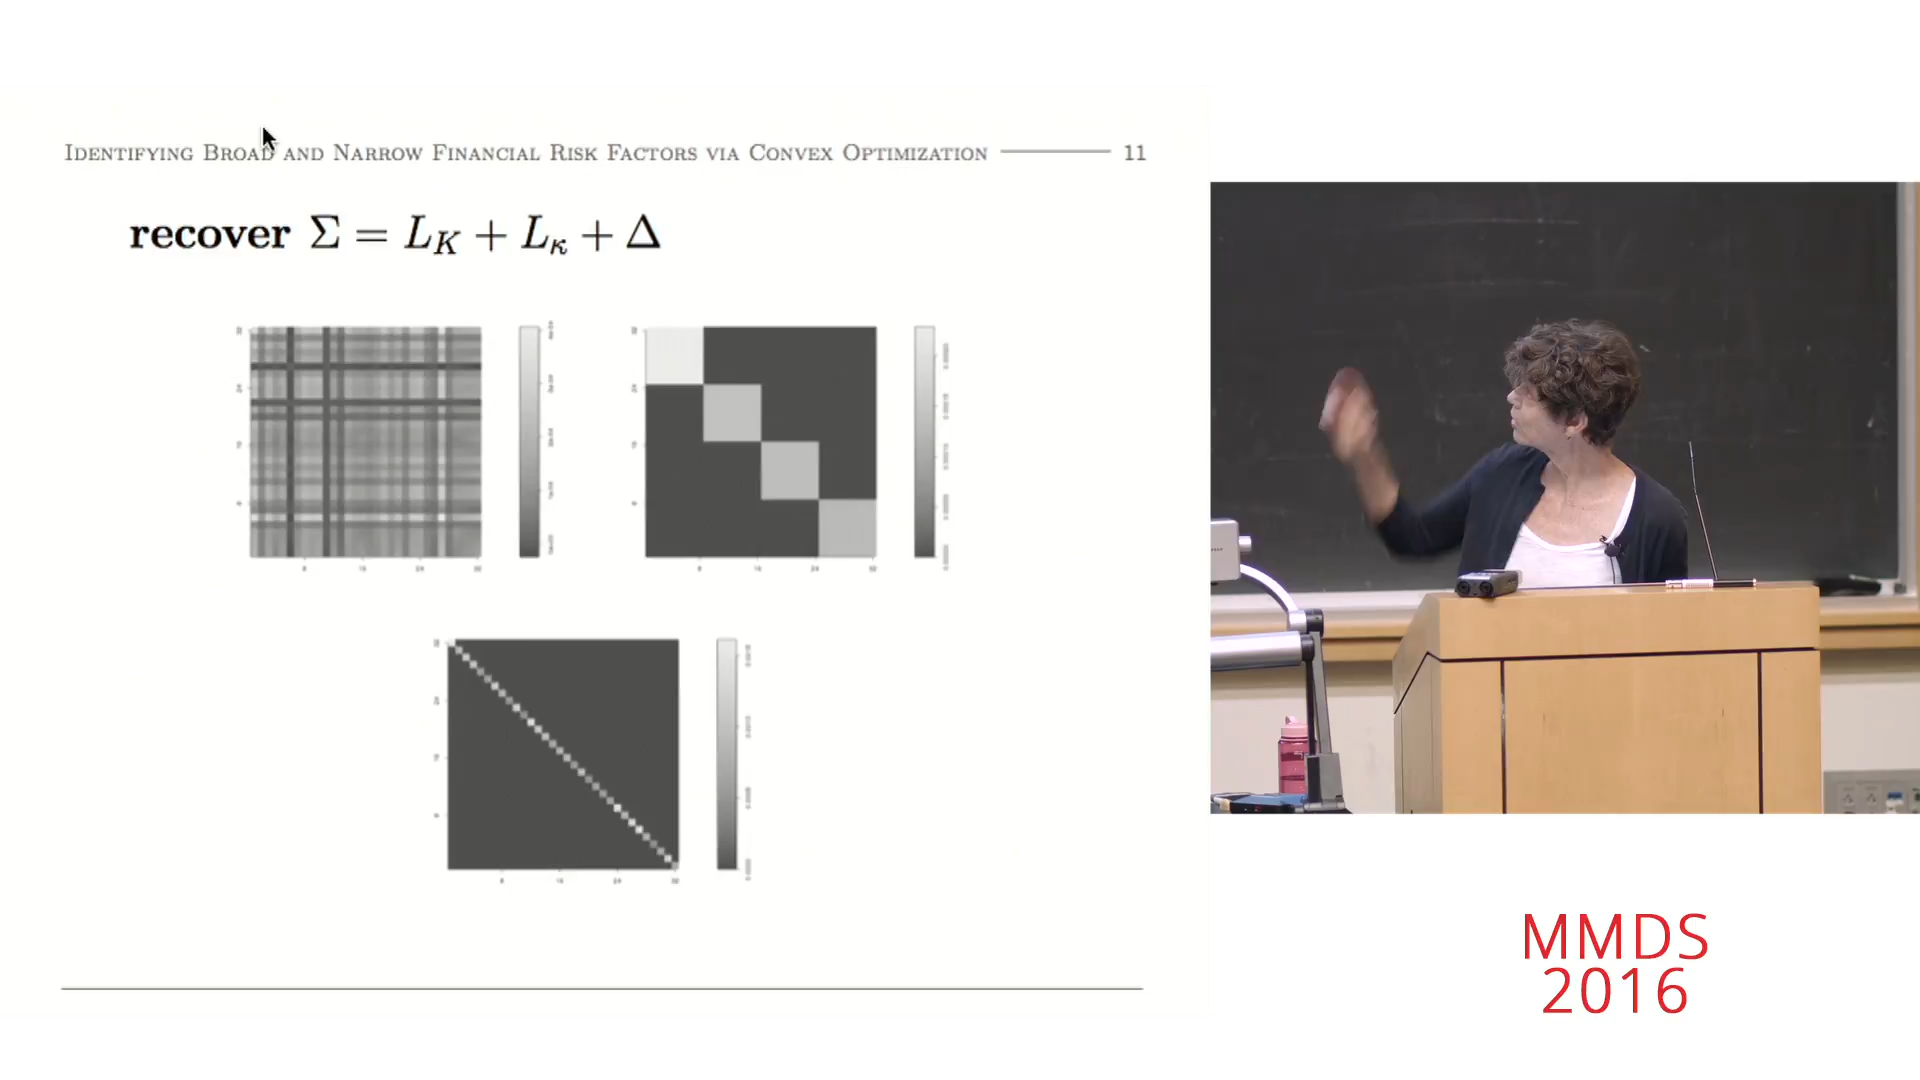 IDENTIFYING BROAD AND NARROW FINANCIAL RISK FACTORS VIA CONVEX OPTIMIZATION 11
recover Σ = L_K + L_κ + Δ
MMDS
2016